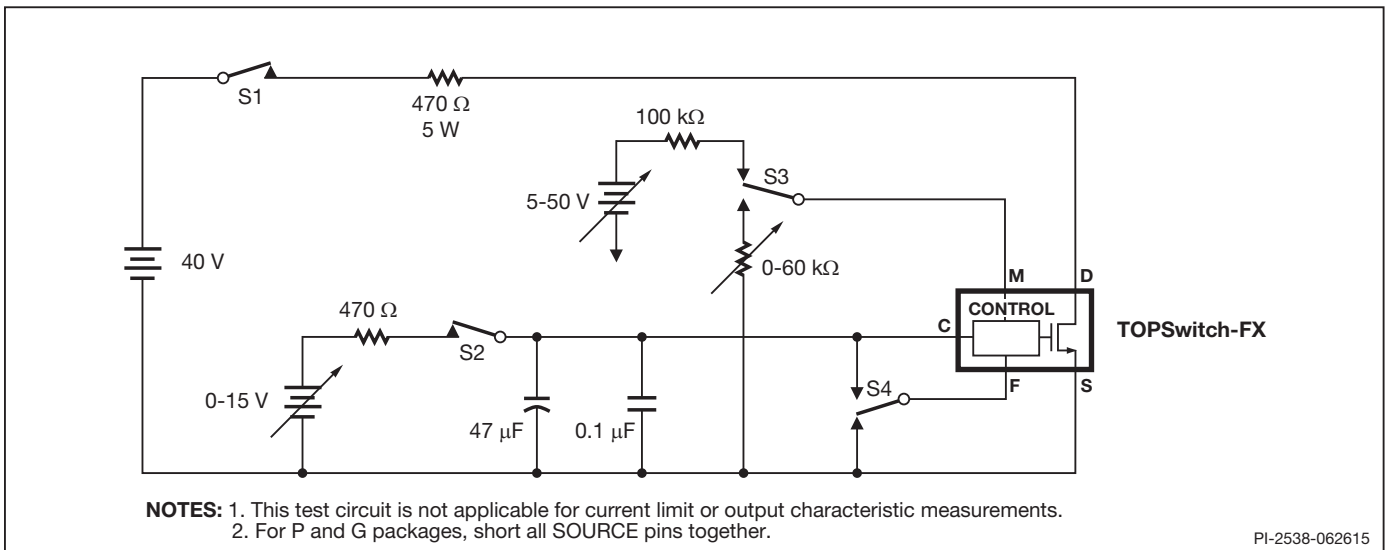 S1
470 Ω
5 W
100 kΩ
S3
5-50 V
40 V
0-60 kΩ
M
D
470 Ω
CONTROL
C
TOPSwitch-FX
S2
S4
F
S
0-15 V
47 μF
0.1 μF
NOTES: 1. This test circuit is not applicable for current limit or output characteristic measurements.
2. For P and G packages, short all SOURCE pins together.
PI-2538-062615